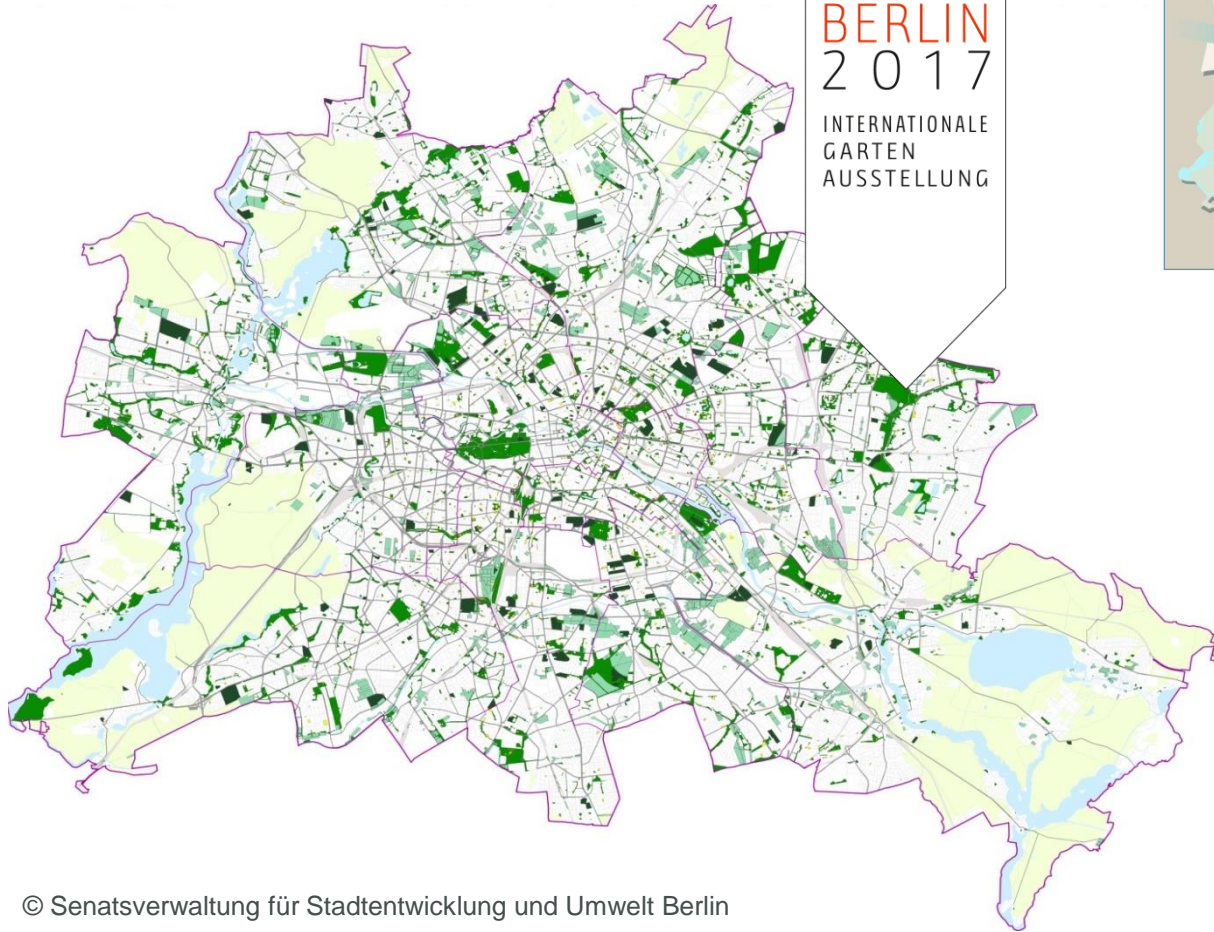 BERLIN
2017
INTERNATIONALE
GARTEN
AUSSTELLUNG
© Senatsverwaltung für Stadtentwicklung und Umwelt Berlin